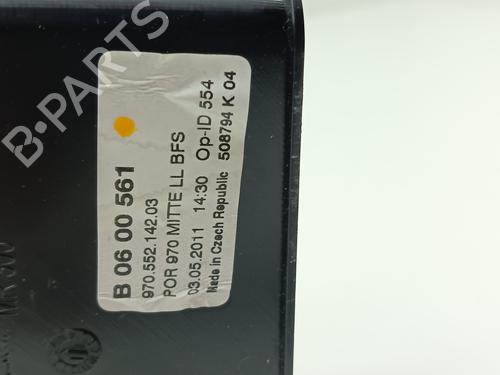 B 06 00 561
970.552.142.03
POR 970 MITTE LL BFS
03.05.2011 14:30 Op-ID 554
Made in Czech Republic 508794 K 04
B-PARTS